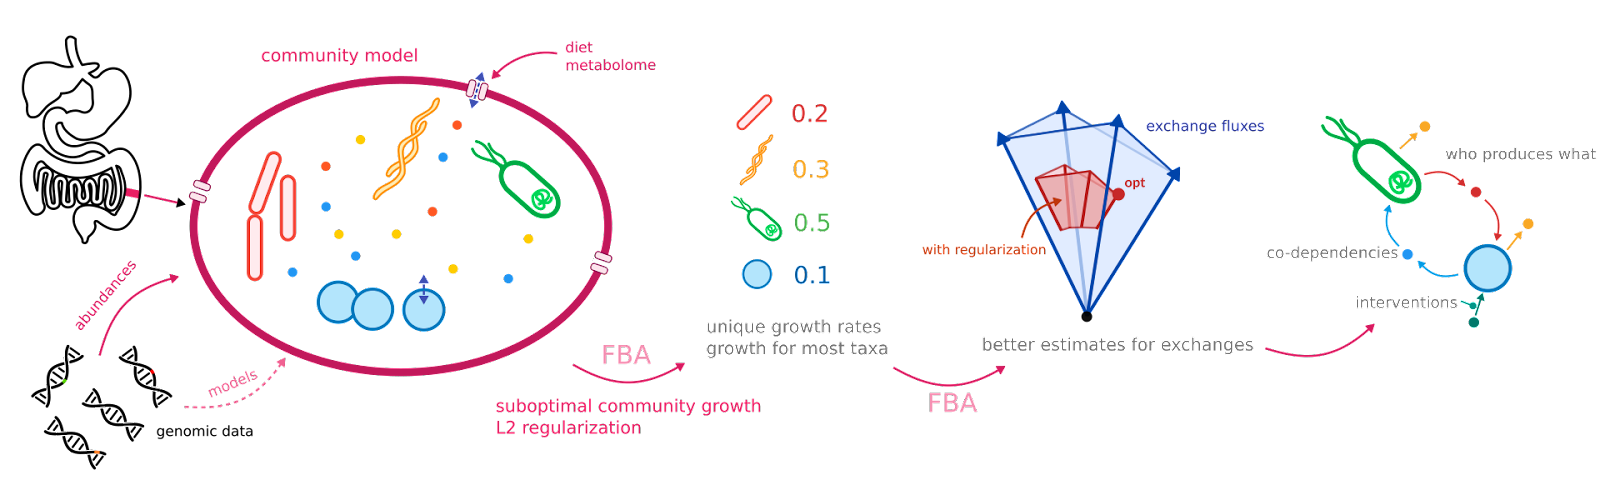 community model
diet
metabolome
abundances
models
genomic data
FBA
suboptimal community growth
L2 regularization
0.2
0.3
0.5
0.1
unique growth rates
growth for most taxa
FBA
exchange fluxes
opt
with regularization
better estimates for exchanges
who produces what
co-dependencies
interventions